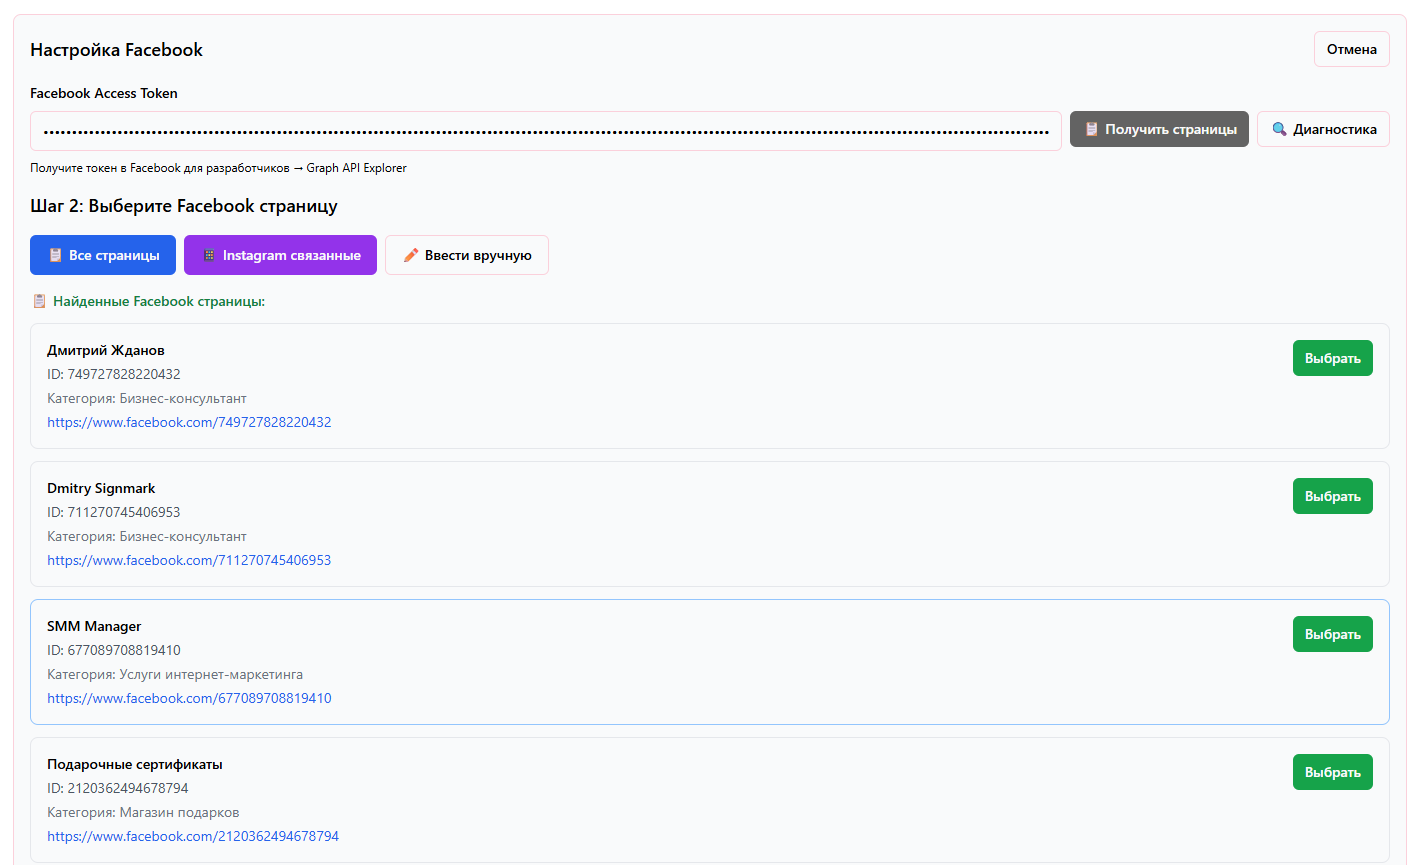 Настройка Facebook
Отмена
Facebook Access Token
Получить страницы
Диагностика
Получите токен в Facebook для разработчиков → Graph API Explorer
Шаг 2: Выберите Facebook страницу
Все страницы
Instagram связанные
Ввести вручную
Найденные Facebook страницы:
Дмитрий Жданов
Выбрать
ID: 749727828220432
Категория: Бизнес-консультант
https://www.facebook.com/749727828220432
Dmitry Signmark
Выбрать
ID: 711270745406953
Категория: Бизнес-консультант
https://www.facebook.com/711270745406953
SMM Manager
Выбрать
ID: 677089708819410
Категория: Услуги интернет-маркетинга
https://www.facebook.com/677089708819410
Подарочные сертификаты
Выбрать
ID: 2120362494678794
Категория: Магазин подарков
https://www.facebook.com/2120362494678794